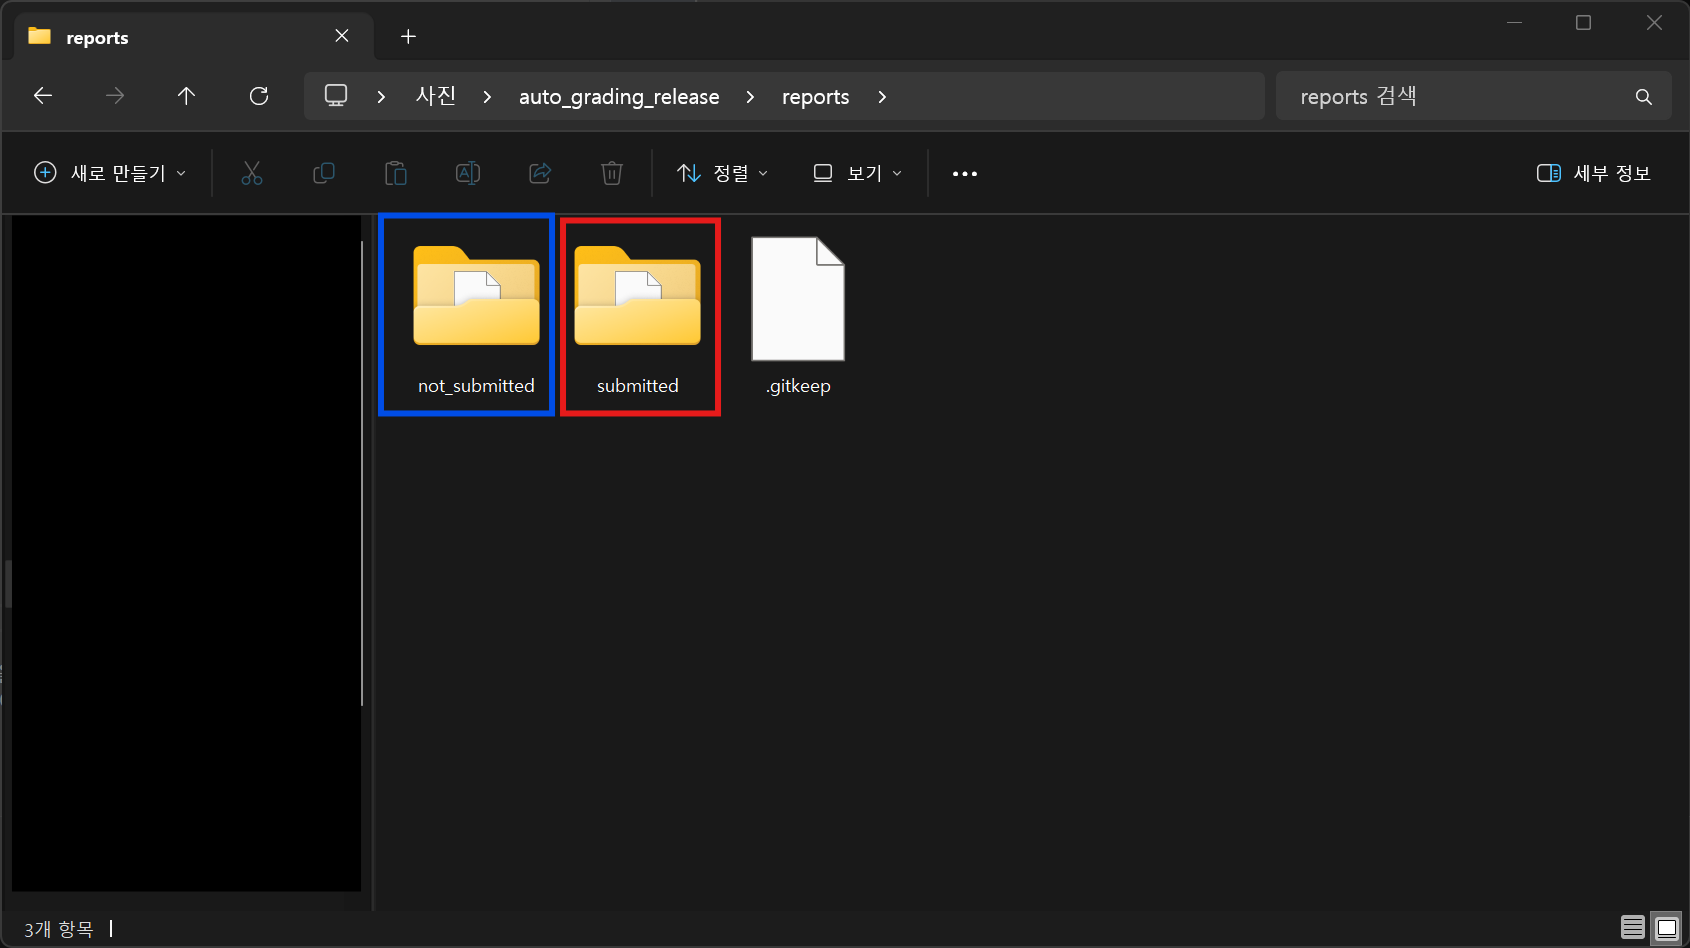 reports
사진 > auto_grading_release > reports >
reports 검색
새로 만들기
정렬
보기
세부 정보
not_submitted
submitted
.gitkeep
3개 항목